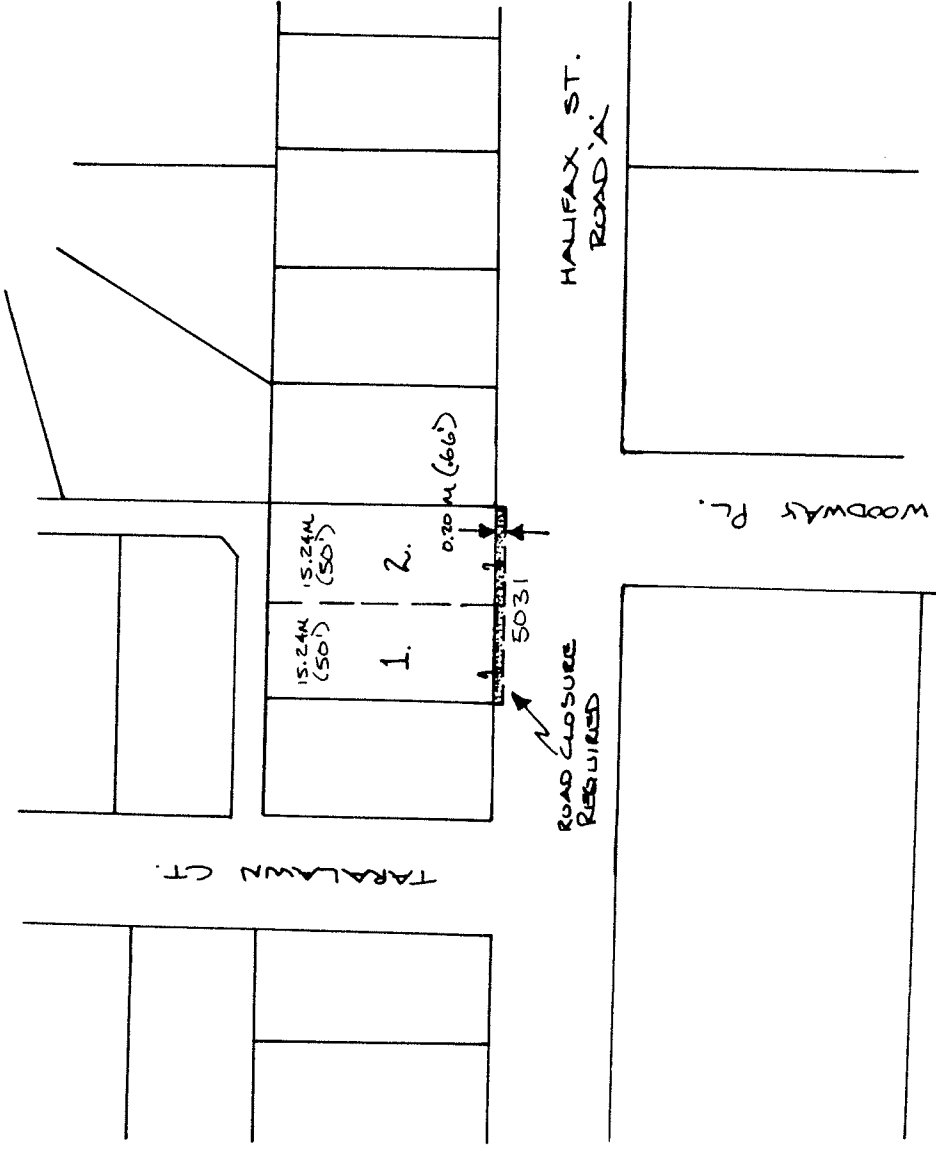 HALIFAX ST.
ROAD 'A'
15.24M
(50')
2.
0.20 M (.66')
15.24M
(50')
1.
5031
ROAD CLOSURE
REQUIRED
WOODWAY PL.
TARALAWN CT.